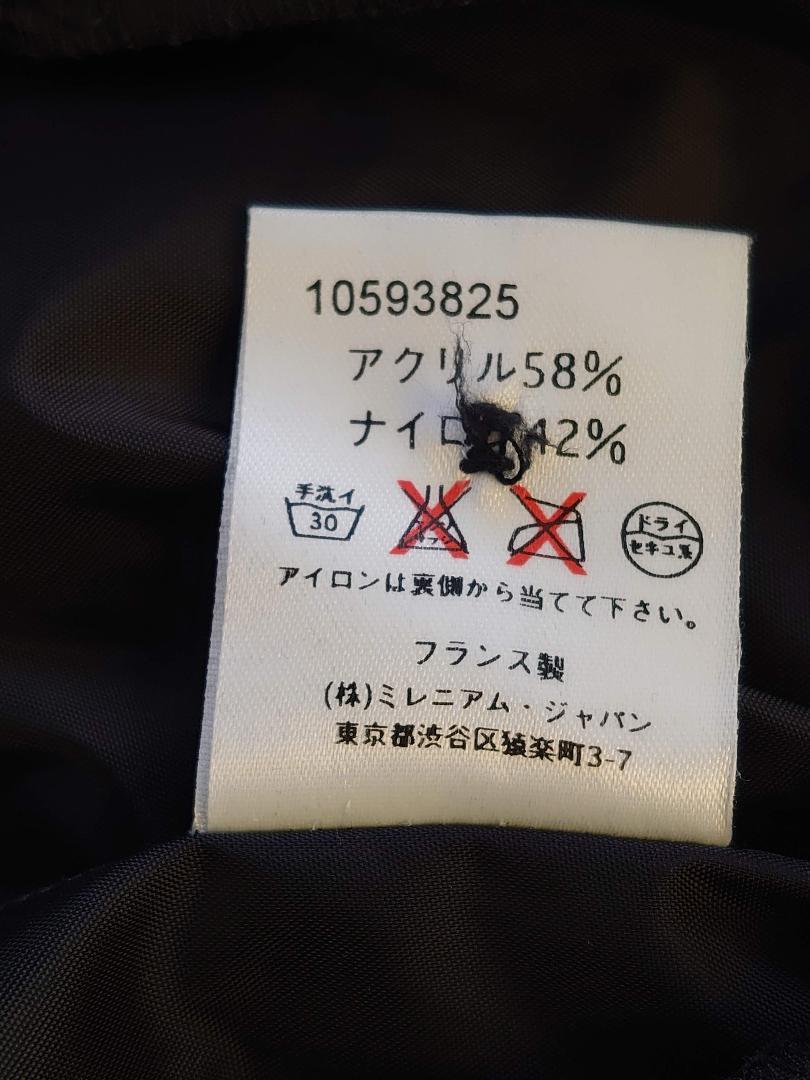 10593825
アクリル58%
ナイロン42%
手洗イ
30
ドライ
セキユ系
アイロンは裏側から当てて下さい。
フランス製
(株)ミレニアム・ジャパン
東京都渋谷区猿楽町3-7